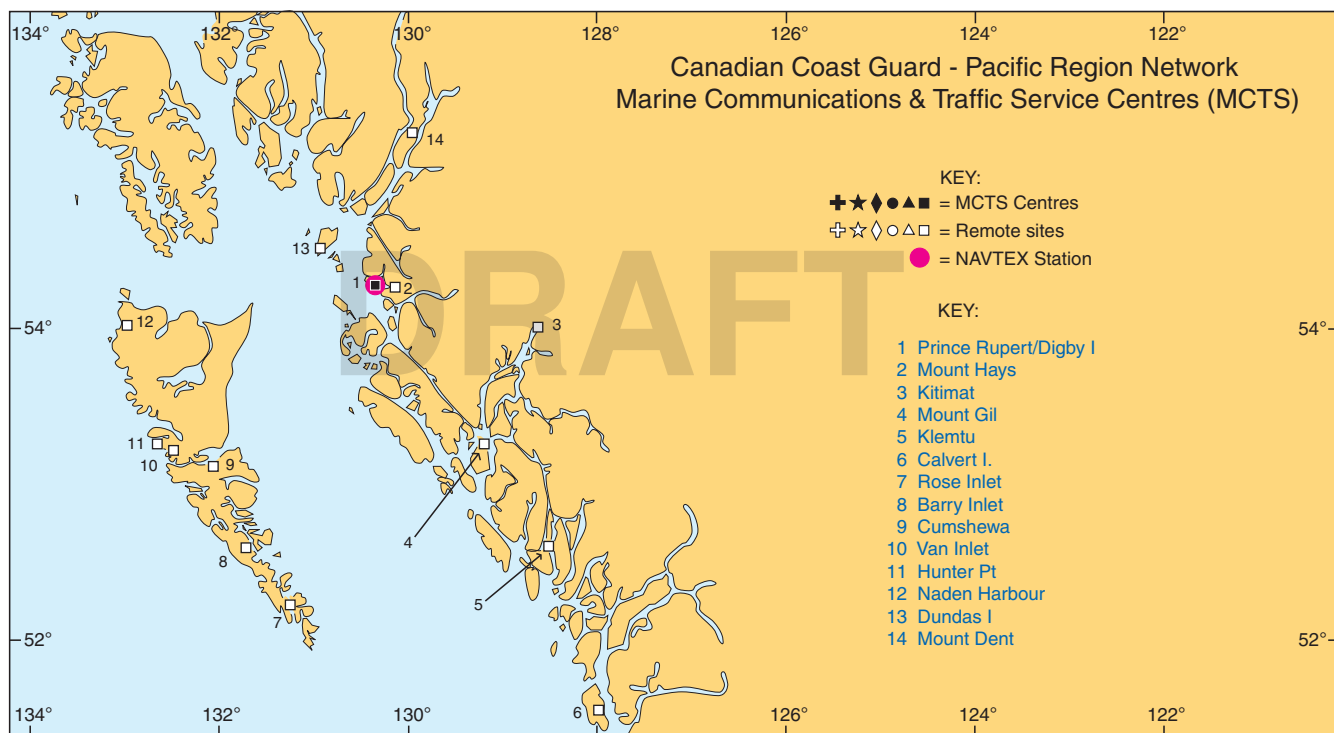 134° 132° 130° 128° 126° 124° 122°
Canadian Coast Guard - Pacific Region Network
Marine Communications & Traffic Service Centres (MCTS)
14
KEY:
= MCTS Centres
= Remote sites
= NAVTEX Station
13
DRAFT
1
2
12
3
54°
54°
KEY:
1 Prince Rupert/Digby I
2 Mount Hays
3 Kitimat
4 Mount Gil
5 Klemtu
6 Calvert I.
7 Rose Inlet
8 Barry Inlet
9 Cumshewa
10 Van Inlet
11 Hunter Pt
12 Naden Harbour
13 Dundas I
14 Mount Dent
11
10
9
4
8
5
7
52°
52°
6
134° 132° 130° 126° 124° 122°